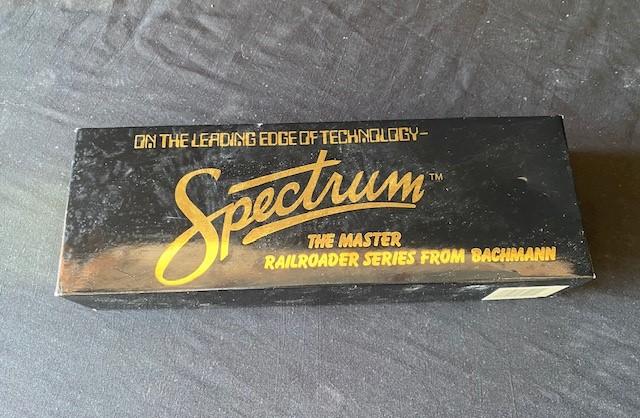 ON THE LEADING EDGE OF TECHNOLOGY-
Spectrum™
THE MASTER
RAILROADER SERIES FROM BACHMANN